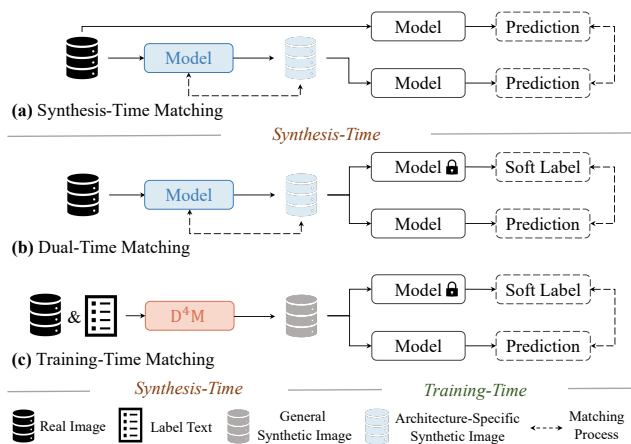 Model
Prediction
Model
Model
Prediction
(a) Synthesis-Time Matching
Synthesis-Time
Model
Soft Label
Model
Model
Prediction
(b) Dual-Time Matching
Model
Soft Label
&
D⁴M
Model
Prediction
(c) Training-Time Matching
Synthesis-Time
Training-Time
Real Image
Label Text
General
Synthetic Image
Architecture-Specific
Synthetic Image
Matching
Process